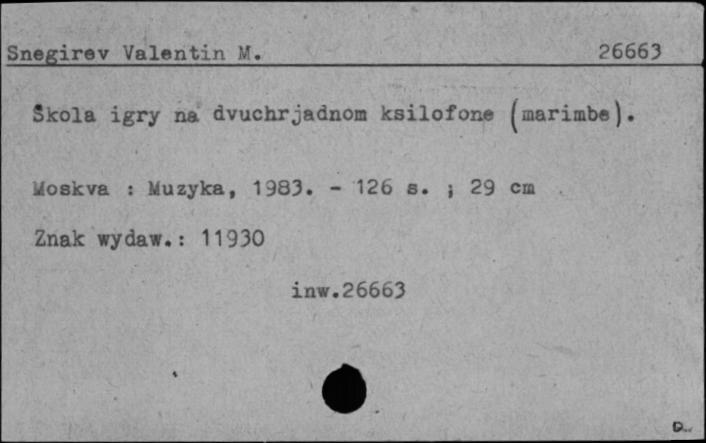 Snegirev Valentin M. 26663
Škola igry na dvuchrjadnom ksilofone (marimbe).
Moskva : Muzyka, 1983. - 126 s. ; 29 cm
Znak wydaw.: 11930
inw.26663
D